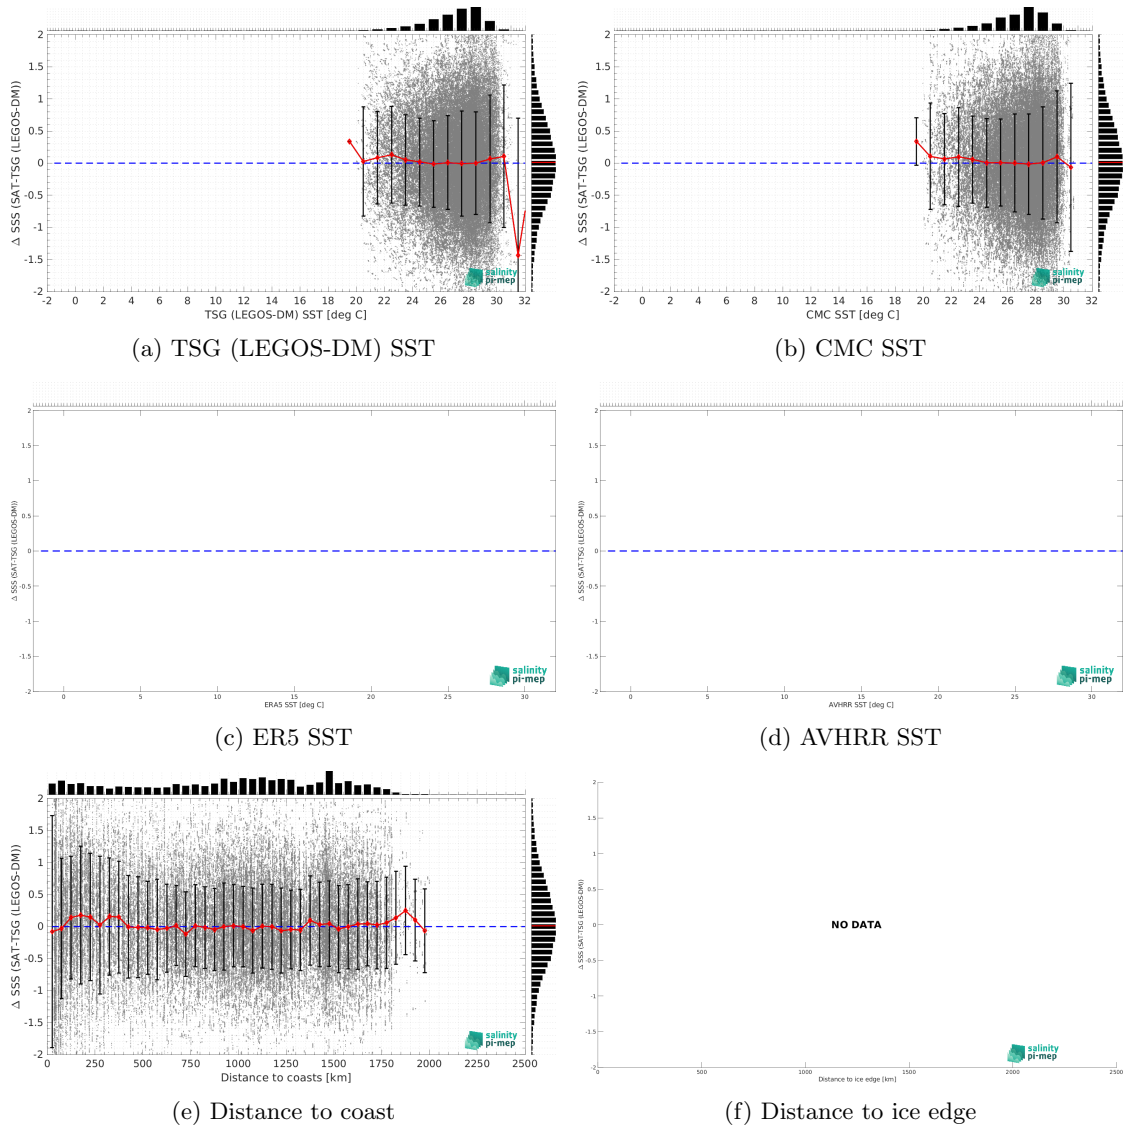 2
1.5
1
0.5
0
-0.5
-1
-1.5
-2
Δ SSS (SAT-TSG (LEGOS-DM))
-2 0 2 4 6 8 10 12 14 16 18 20 22 24 26 28 30 32
TSG (LEGOS-DM) SST [deg C]
salinity
pi-mep
(a) TSG (LEGOS-DM) SST
2
1.5
1
0.5
0
-0.5
-1
-1.5
-2
Δ SSS (SAT-TSG (LEGOS-DM))
-2 0 2 4 6 8 10 12 14 16 18 20 22 24 26 28 30 32
CMC SST [deg C]
salinity
pi-mep
(b) CMC SST
2
1.5
1
0.5
0
-0.5
-1
-1.5
-2
Δ SSS (SAT-TSG (LEGOS-DM))
0 5 10 15 20 25 30
ERA5 SST [deg C]
salinity
pi-mep
(c) ER5 SST
2
1.5
1
0.5
0
-0.5
-1
-1.5
-2
Δ SSS (SAT-TSG (LEGOS-DM))
0 5 10 15 20 25 30
AVHRR SST [deg C]
salinity
pi-mep
(d) AVHRR SST
2
1.5
1
0.5
0
-0.5
-1
-1.5
-2
Δ SSS (SAT-TSG (LEGOS-DM))
0 250 500 750 1000 1250 1500 1750 2000 2250 2500
Distance to coasts [km]
salinity
pi-mep
(e) Distance to coast
2
1.5
1
0.5
0
-0.5
-1
-1.5
-2
Δ SSS (SAT-TSG (LEGOS-DM))
NO DATA
0 500 1000 1500 2000 2500
Distance to ice edge [km]
salinity
pi-mep
(f) Distance to ice edge